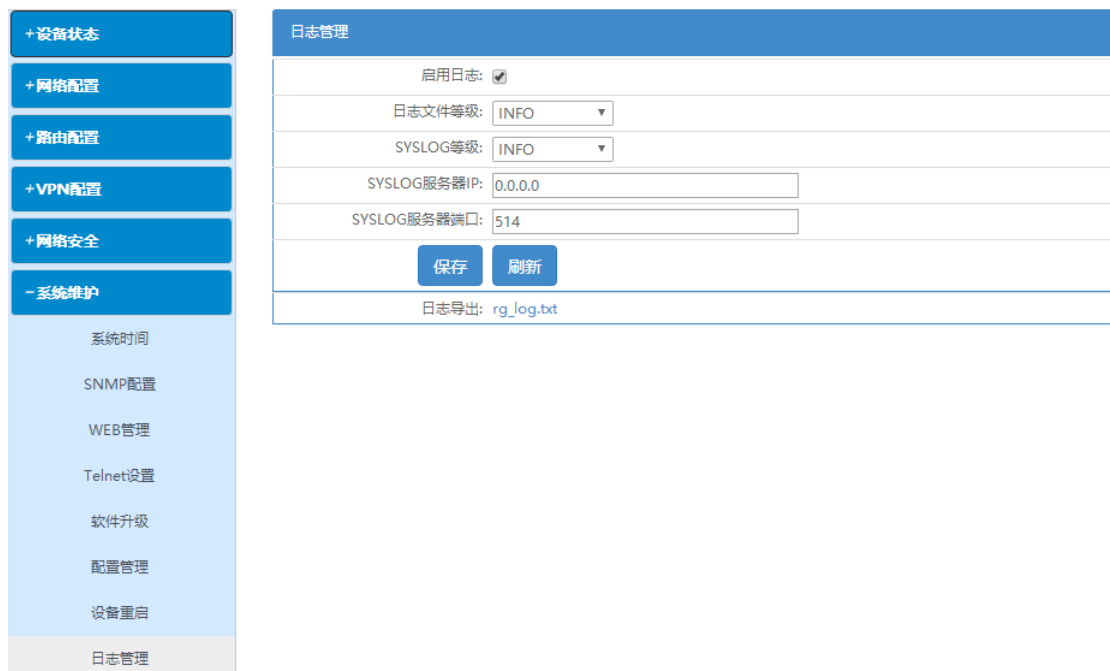 +设备状态
+网络配置
+路由配置
+VPN配置
+网络安全
-系统维护
系统时间
SNMP配置
WEB管理
Telnet设置
软件升级
配置管理
设备重启
日志管理
日志管理
启用日志:
日志文件等级: INFO
SYSLOG等级: INFO
SYSLOG服务器IP: 0.0.0.0
SYSLOG服务器端口: 514
保存 刷新
日志导出: rg_log.txt